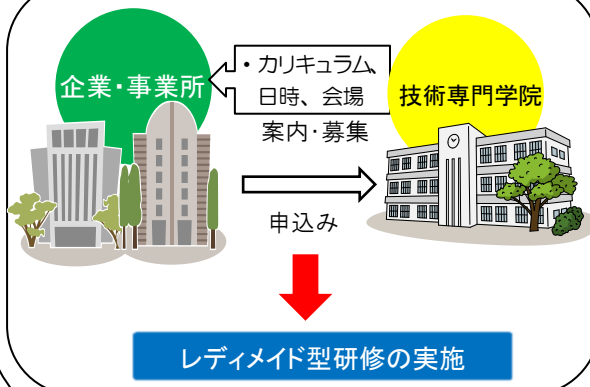 企業・事業所
・カリキュラム、
日時、会場
技術専門学院
案内・募集
申込み
レディメイド型研修の実施